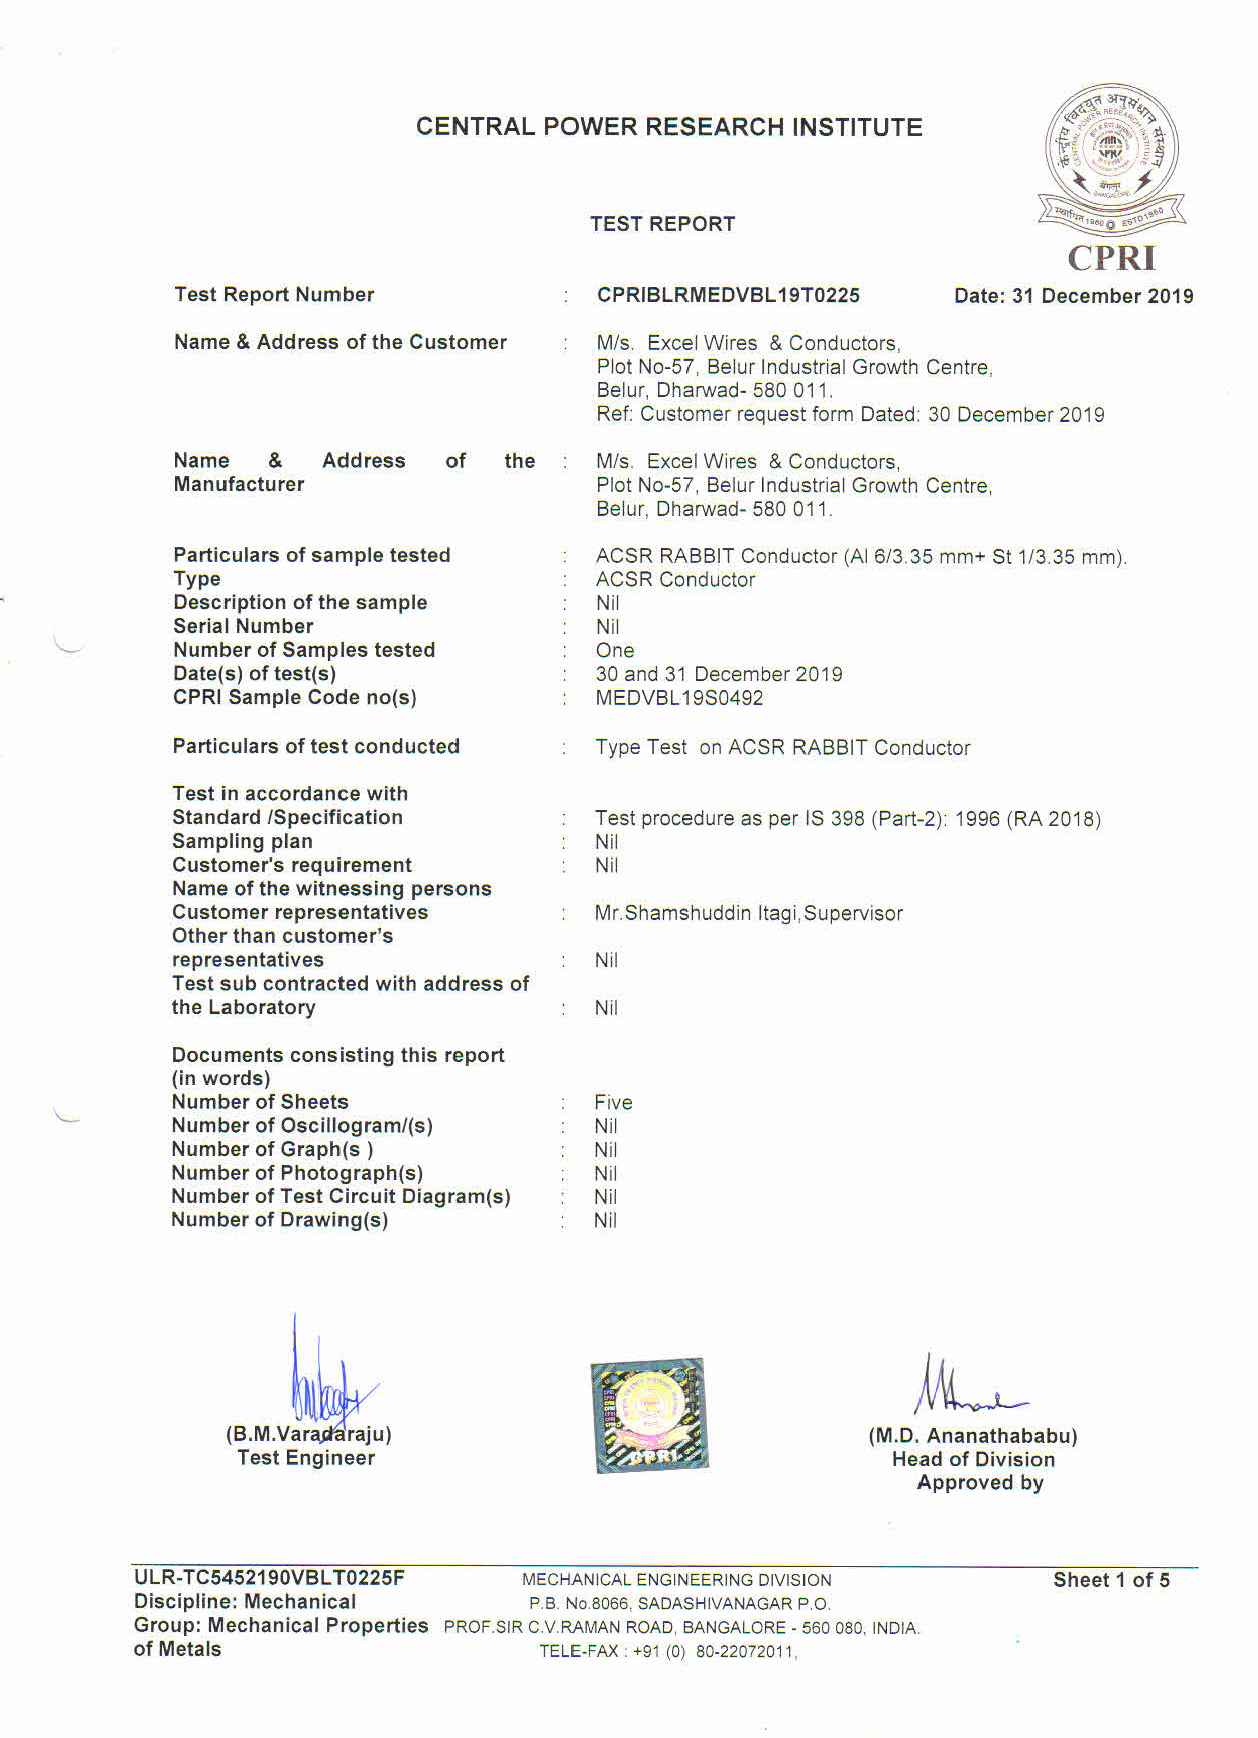 CENTRAL POWER RESEARCH INSTITUTE
केन्द्रीय विद्युत अनुसंधान संस्थान
CENTRAL POWER RESEARCH INSTITUTE
बेंगलूर
BANGALORE
स्थापित 1960 ESTD 1960
TEST REPORT
CPRI
Test Report Number : CPRIBLRMEDVBL19T0225 Date: 31 December 2019
Name & Address of the Customer : M/s. Excel Wires & Conductors,
Plot No-57, Belur Industrial Growth Centre,
Belur, Dharwad- 580 011.
Ref: Customer request form Dated: 30 December 2019
Name & Address of the : M/s. Excel Wires & Conductors,
Manufacturer Plot No-57, Belur Industrial Growth Centre,
Belur, Dharwad- 580 011.
Particulars of sample tested : ACSR RABBIT Conductor (Al 6/3.35 mm+ St 1/3.35 mm).
Type : ACSR Conductor
Description of the sample : Nil
Serial Number : Nil
Number of Samples tested : One
Date(s) of test(s) : 30 and 31 December 2019
CPRI Sample Code no(s) : MEDVBL19S0492
Particulars of test conducted : Type Test on ACSR RABBIT Conductor
Test in accordance with
Standard /Specification : Test procedure as per IS 398 (Part-2): 1996 (RA 2018)
Sampling plan : Nil
Customer's requirement : Nil
Name of the witnessing persons
Customer representatives : Mr.Shamshuddin Itagi,Supervisor
Other than customer's
representatives : Nil
Test sub contracted with address of
the Laboratory : Nil
Documents consisting this report
(in words)
Number of Sheets : Five
Number of Oscillogram/(s) : Nil
Number of Graph(s ) : Nil
Number of Photograph(s) : Nil
Number of Test Circuit Diagram(s) : Nil
Number of Drawing(s) : Nil
CPRI
(B.M.Varadaraju) (M.D. Ananathababu)
Test Engineer Head of Division
Approved by
ULR-TC5452190VBLT0225F MECHANICAL ENGINEERING DIVISION Sheet 1 of 5
Discipline: Mechanical P.B. No.8066, SADASHIVANAGAR P.O.
Group: Mechanical Properties PROF.SIR C.V.RAMAN ROAD, BANGALORE - 560 080, INDIA.
of Metals TELE-FAX : +91 (0) 80-22072011,